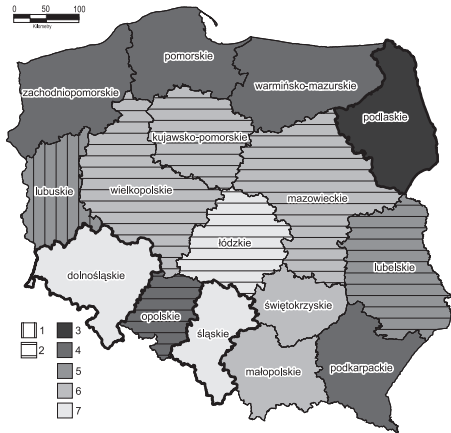 0 50 100
Kilometry
pomorskie
zachodniopomorskie
warmińsko-mazurskie
podlaskie
kujawsko-pomorskie
lubuskie
wielkopolskie
mazowieckie
łódzkie
dolnośląskie
lubelskie
opolskie
świętokrzyskie
śląskie
małopolskie
podkarpackie
1 3
2 4
5
6
7